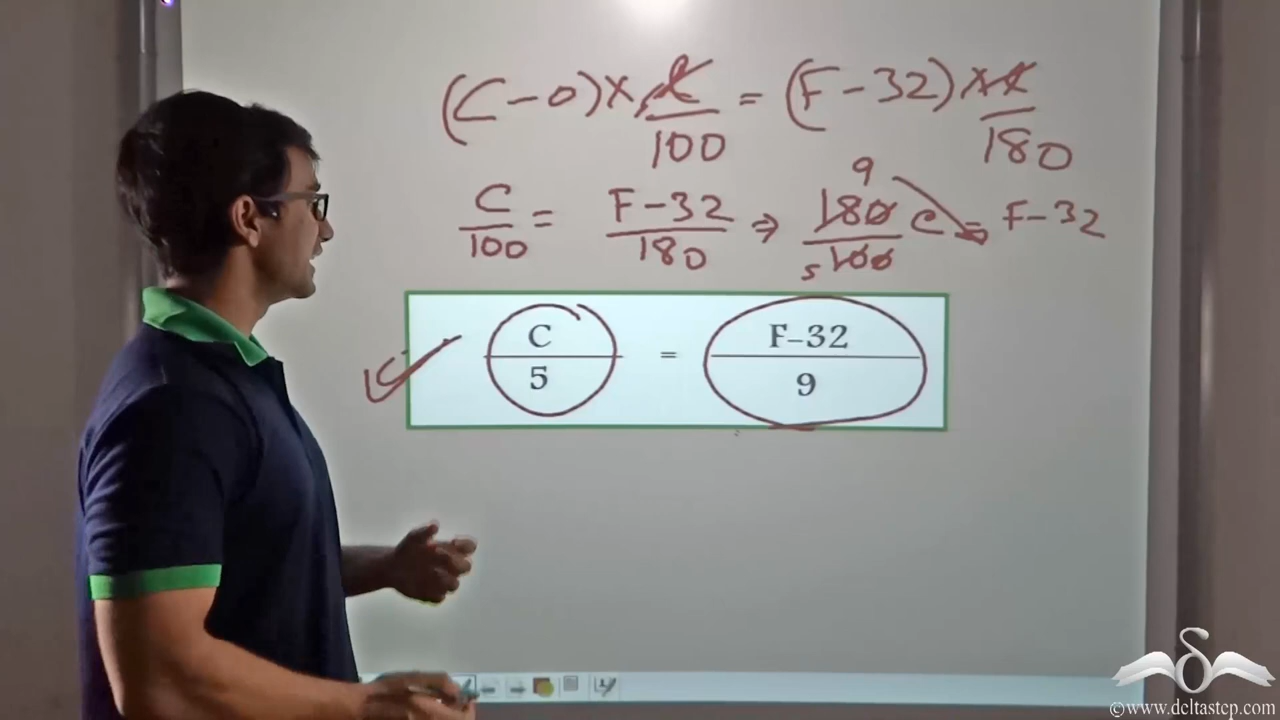 (C-0)×ℓ/100 = (F-32)×ℓ/180
C/100 = F-32/180 ⇒ 180/100 C = F-32
9
5
C/5 = F-32/9
©www.deltastep.com